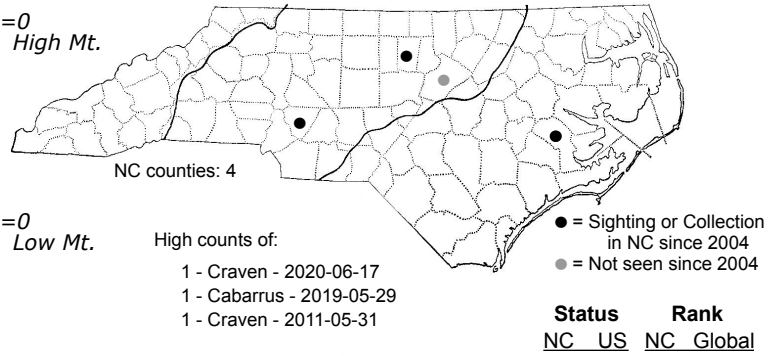 =0
High Mt.
NC counties: 4
=0
Low Mt.
High counts of:
1 - Craven - 2020-06-17
1 - Cabarrus - 2019-05-29
1 - Craven - 2011-05-31
● = Sighting or Collection
in NC since 2004
● = Not seen since 2004
Status Rank
NC US NC Global